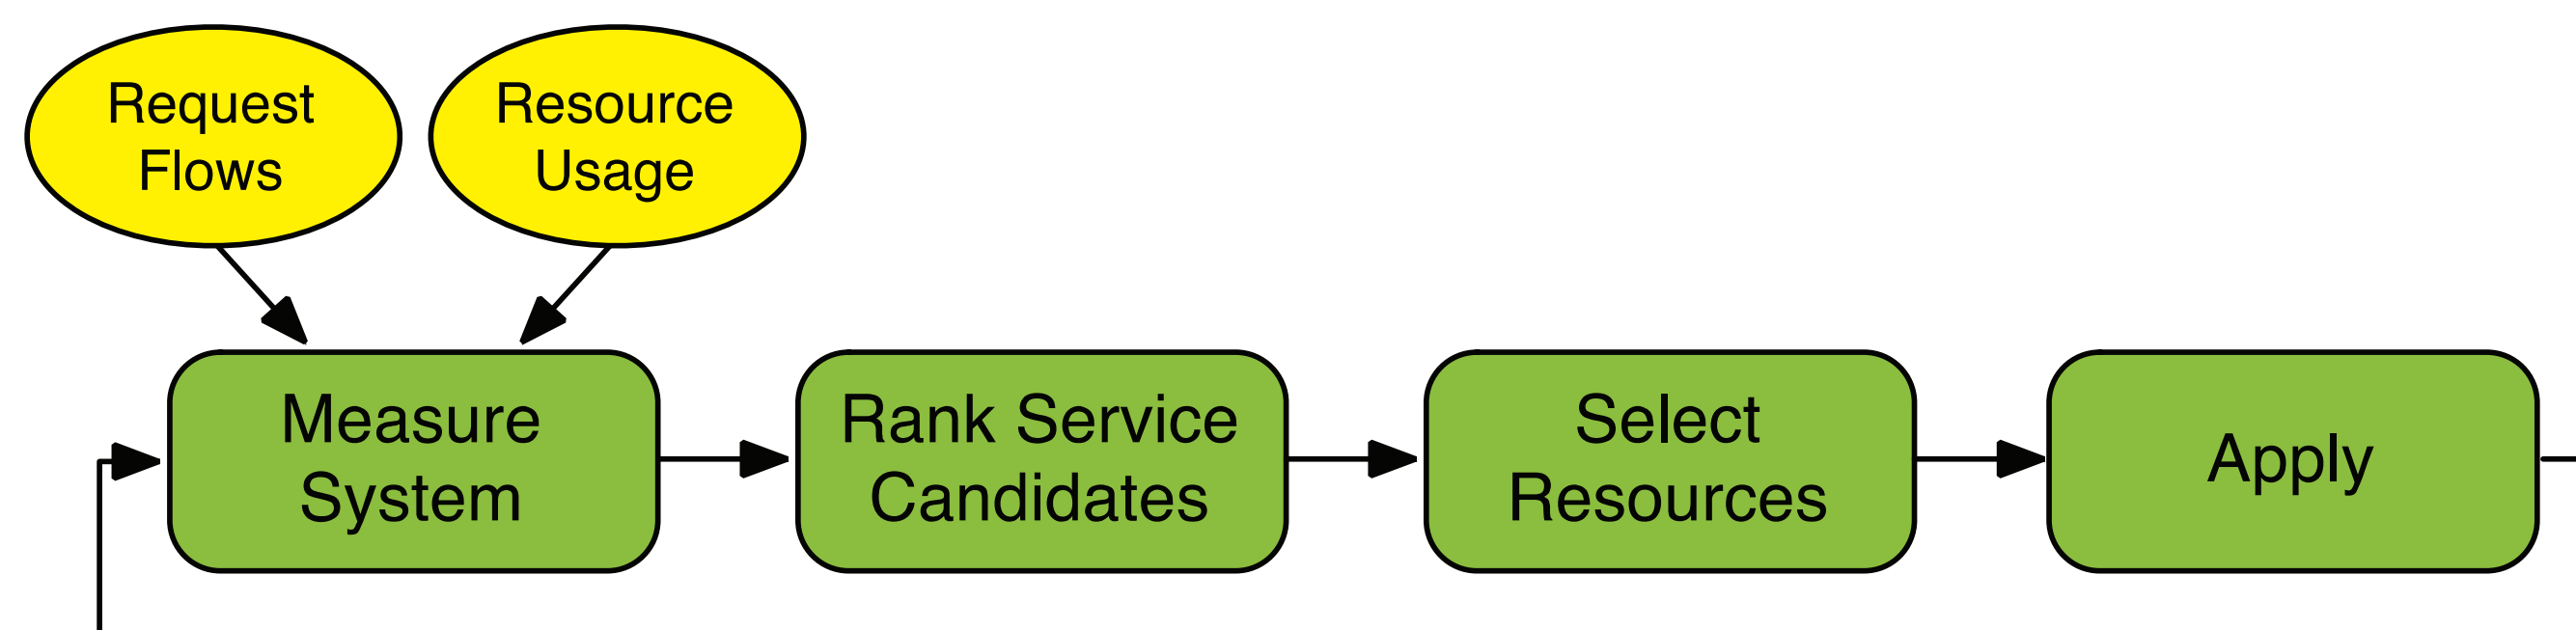 Request
Flows
Resource
Usage
Measure
System
Rank Service
Candidates
Select
Resources
Apply